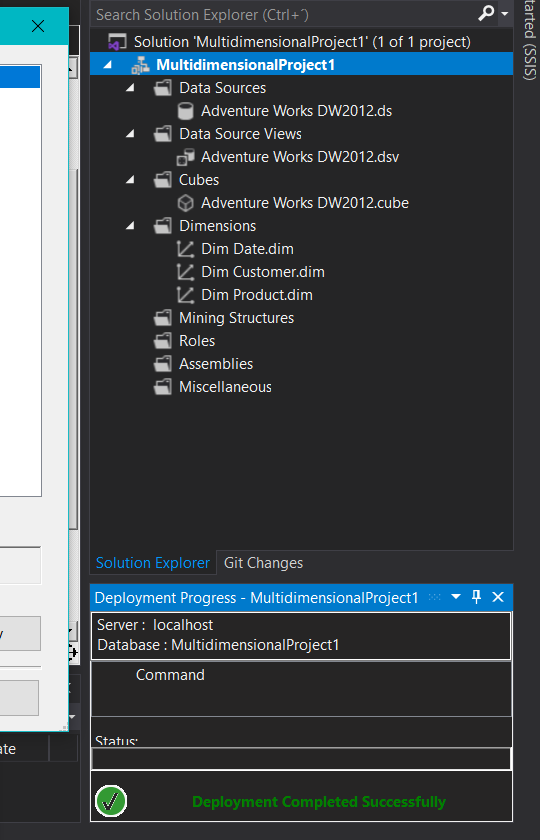 Search Solution Explorer (Ctrl+´)
Solution 'MultidimensionalProject1' (1 of 1 project)
MultidimensionalProject1
Data Sources
Adventure Works DW2012.ds
Data Source Views
Adventure Works DW2012.dsv
Cubes
Adventure Works DW2012.cube
Dimensions
Dim Date.dim
Dim Customer.dim
Dim Product.dim
Mining Structures
Roles
Assemblies
Miscellaneous
Solution Explorer
Git Changes
Deployment Progress - MultidimensionalProject1
Server : localhost
Database : MultidimensionalProject1
Command
Status:
Deployment Completed Successfully
tarted (SSIS)
ate